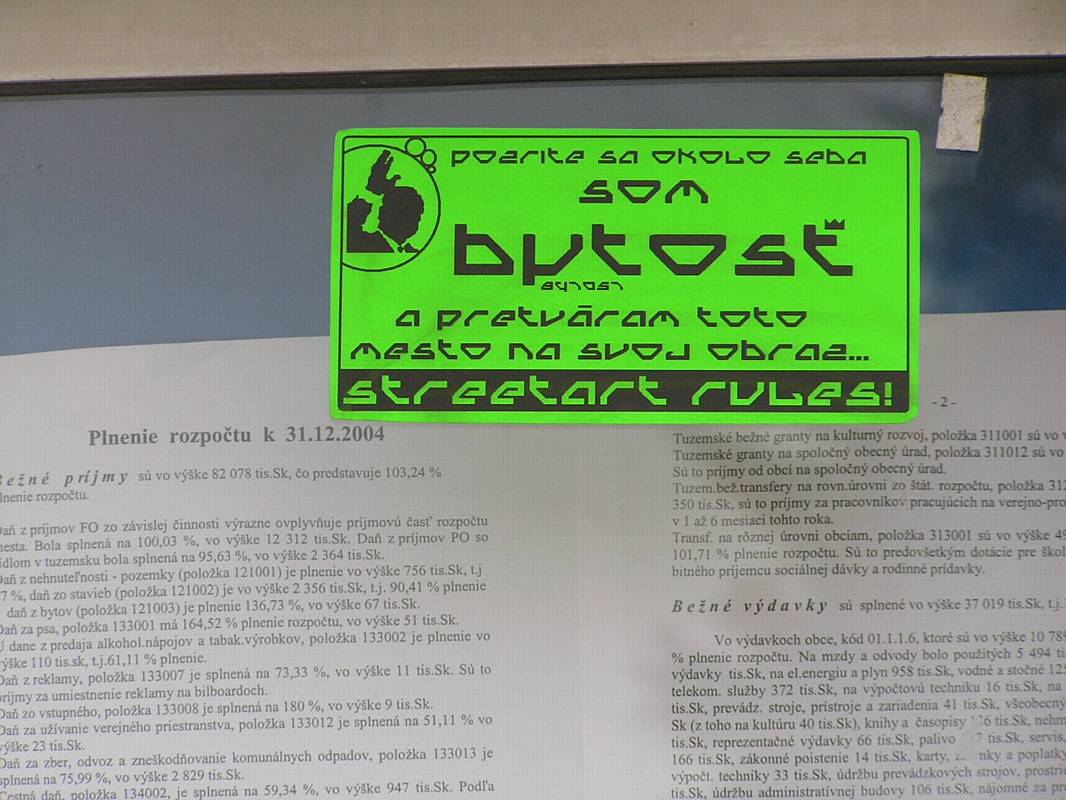 pozrite sa okolo seba
som
bytosť
a pretváram toto
mesto na svoj obraz...
streetart rules!
Plnenie rozpočtu k 31.12.2004
príjmy sú vo výške 82 078 tis.Sk, čo predstavuje 103,24 %
rozpočtu.
z príjmov FO zo závislej činnosti výrazne ovplyvňuje príjmovú časť rozpočtu
Bola splnená na 100,03 %, vo výške 12 312 tis.Sk. Daň z príjmov PO so
v tuzemsku bola splnená na 95,63 %, vo výške 2 364 tis.Sk.
z nehnuteľnosti - pozemky (položka 121001) je plnenie vo výške 756 tis.Sk, t.j
7 %, daň zo stavieb (položka 121002) je vo výške 2 356 tis.Sk, t.j. 90,41 % plnenie
daň z bytov (položka 121003) je plnenie 136,73 %, vo výške 67 tis.Sk.
za psa, položka 133001 má 164,52 % plnenie rozpočtu, vo výške 51 tis.Sk.
U dane z predaja alkohol.nápojov a tabak.výrobkov, položka 133002 je plnenie vo
110 tis.sk, t.j.61,11 % plnenie.
z reklamy, položka 133007 je splnená na 73,33 %, vo výške 11 tis.Sk. Sú to
za umiestnenie reklamy na bilboardoch.
zo vstupného, položka 133008 je splnená na 180 %, vo výške 9 tis.Sk.
za užívanie verejného priestranstva, položka 133012 je splnená na 51,11 % vo
23 tis.Sk.
za zber, odvoz a zneškodňovanie komunálnych odpadov, položka 133013 je
splnená na 75,99 %, vo výške 2 829 tis.Sk.
Cestná daň, položka 134002, je splnená na 59,34 %, vo výške 947 tis.Sk. Podľa
- 2 -
Tuzemské bežné granty na kultúrny rozvoj, položka 311001 sú vo
Tuzemské granty na spoločný obecný úrad, položka 311012 sú vo
Sú to príjmy od obcí na spoločný obecný úrad.
Tuzem.bež.transfery na rovn.úrovni zo štát. rozpočtu, položka
350 tis.Sk, sú to príjmy za pracovníkov pracujúcich na
v 1 až 6 mesiaci tohto roka.
Transf. na rôznej úrovni obciam, položka 313001 sú vo výške
101,71 % plnenie rozpočtu. Sú to predovšetkým dotácie pre
bitného príjemcu sociálnej dávky a rodinné prídavky.
Bežné výdavky sú splnené vo výške 37 019 tis.Sk, t.j.
Vo výdavkoch obce, kód 01.1.1.6, ktoré sú vo výške
% plnenie rozpočtu. Na mzdy a odvody bolo použitých 5 494
výdavky tis.Sk, na el.energiu a plyn 958 tis.Sk, vodné a stočné
telekom. služby 372 tis.Sk, na výpočtovú techniku 16 tis.Sk, na
tis.Sk, prevádz. stroje, prístroje a zariadenia 41 tis.Sk,
Sk (z toho na kultúru 40 tis.Sk), knihy a časopisy tis.Sk,
tis.Sk, reprezentačné výdavky 66 tis.Sk, palivo tis.Sk, servis,
166 tis.Sk, zákonné poistenie 14 tis.Sk, karty, a poplatky
výpočt. techniky 33 tis.Sk, údržbu prevádzkových strojov,
tis.Sk, údržbu administratívnej budovy 106 tis.Sk, nájomné za